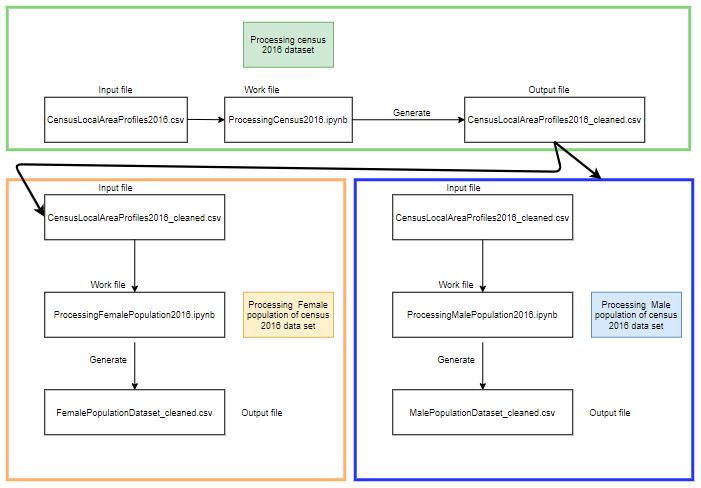 Processing census
2016 dataset
Input file
Work file
Output file
CensusLocalAreaProfiles2016.csv
ProcessingCensus2016.ipynb
Generate
CensusLocalAreaProfiles2016_cleaned.csv
Input file
CensusLocalAreaProfiles2016_cleaned.csv
Work file
ProcessingFemalePopulation2016.ipynb
Processing Female
population of census
2016 data set
Generate
FemalePopulationDataset_cleaned.csv
Output file
Input file
CensusLocalAreaProfiles2016_cleaned.csv
Work file
ProcessingMalePopulation2016.ipynb
Processing Male
population of census
2016 data set
Generate
MalePopulationDataset_cleaned.csv
Output file